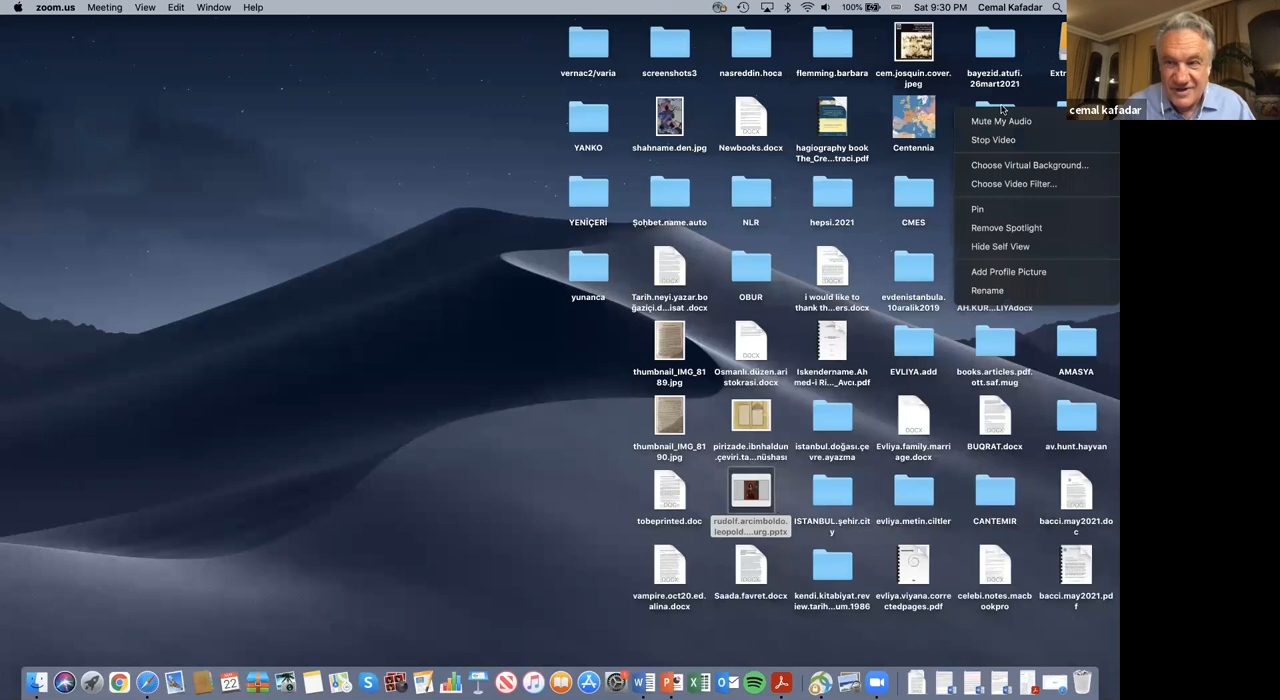 zoom.us Meeting View Edit Window Help
100% Sat 9:30 PM Cemal Kafadar
vernac2/varia
screenshots3
nasreddin.hoca
flemming.barbara
cem.josquin.cover.
jpeg
bayezid.atufi.
26mart2021
cemal kafadar
YANKO
shahname.den.jpg
Newbooks.docx
hagiography book
The_Cre...traci.pdf
Centennia
Mute My Audio
Stop Video
Choose Virtual Background...
Choose Video Filter...
Pin
Remove Spotlight
Hide Self View
Add Profile Picture
Rename
YENİÇERİ
Şohbet.name.auto
NLR
hepsi.2021
CMES
yunanca
Tarih.neyi.yazar.bo
ğaziçi.d...isat .docx
OBUR
i would like to
thank th...ers.docx
evdenistanbula.
10aralik2019
AH.KUR...LIYAdocx
thumbnail_IMG_81
89.jpg
Osmanlı.düzen.ari
stokrasi.docx
Iskendername.Ah
med-i Ri..._Avcı.pdf
EVLIYA.add
books.articles.pdf.
ott.saf.mug
AMASYA
thumbnail_IMG_81
90.jpg
pirizade.ibnhaldun
.çeviri.ta...nüshası
istanbul.doğası.çe
vre.ayazma
Evliya.family.marri
age.docx
BUQRAT.docx
av.hunt.hayvan
tobeprinted.doc
rudolf.arcimboldo.
leopold....urg.pptx
ISTANBUL.şehir.cit
y
evliya.metin.ciltler
CANTEMIR
bacci.may2021.do
c
vampire.oct20.ed.
alina.docx
Saada.favret.docx
kendi.kitabiyat.rev
iew.tarih...um.1986
evliya.viyana.corre
ctedpages.pdf
celebi.notes.macb
ookpro
bacci.may2021.pd
f
22